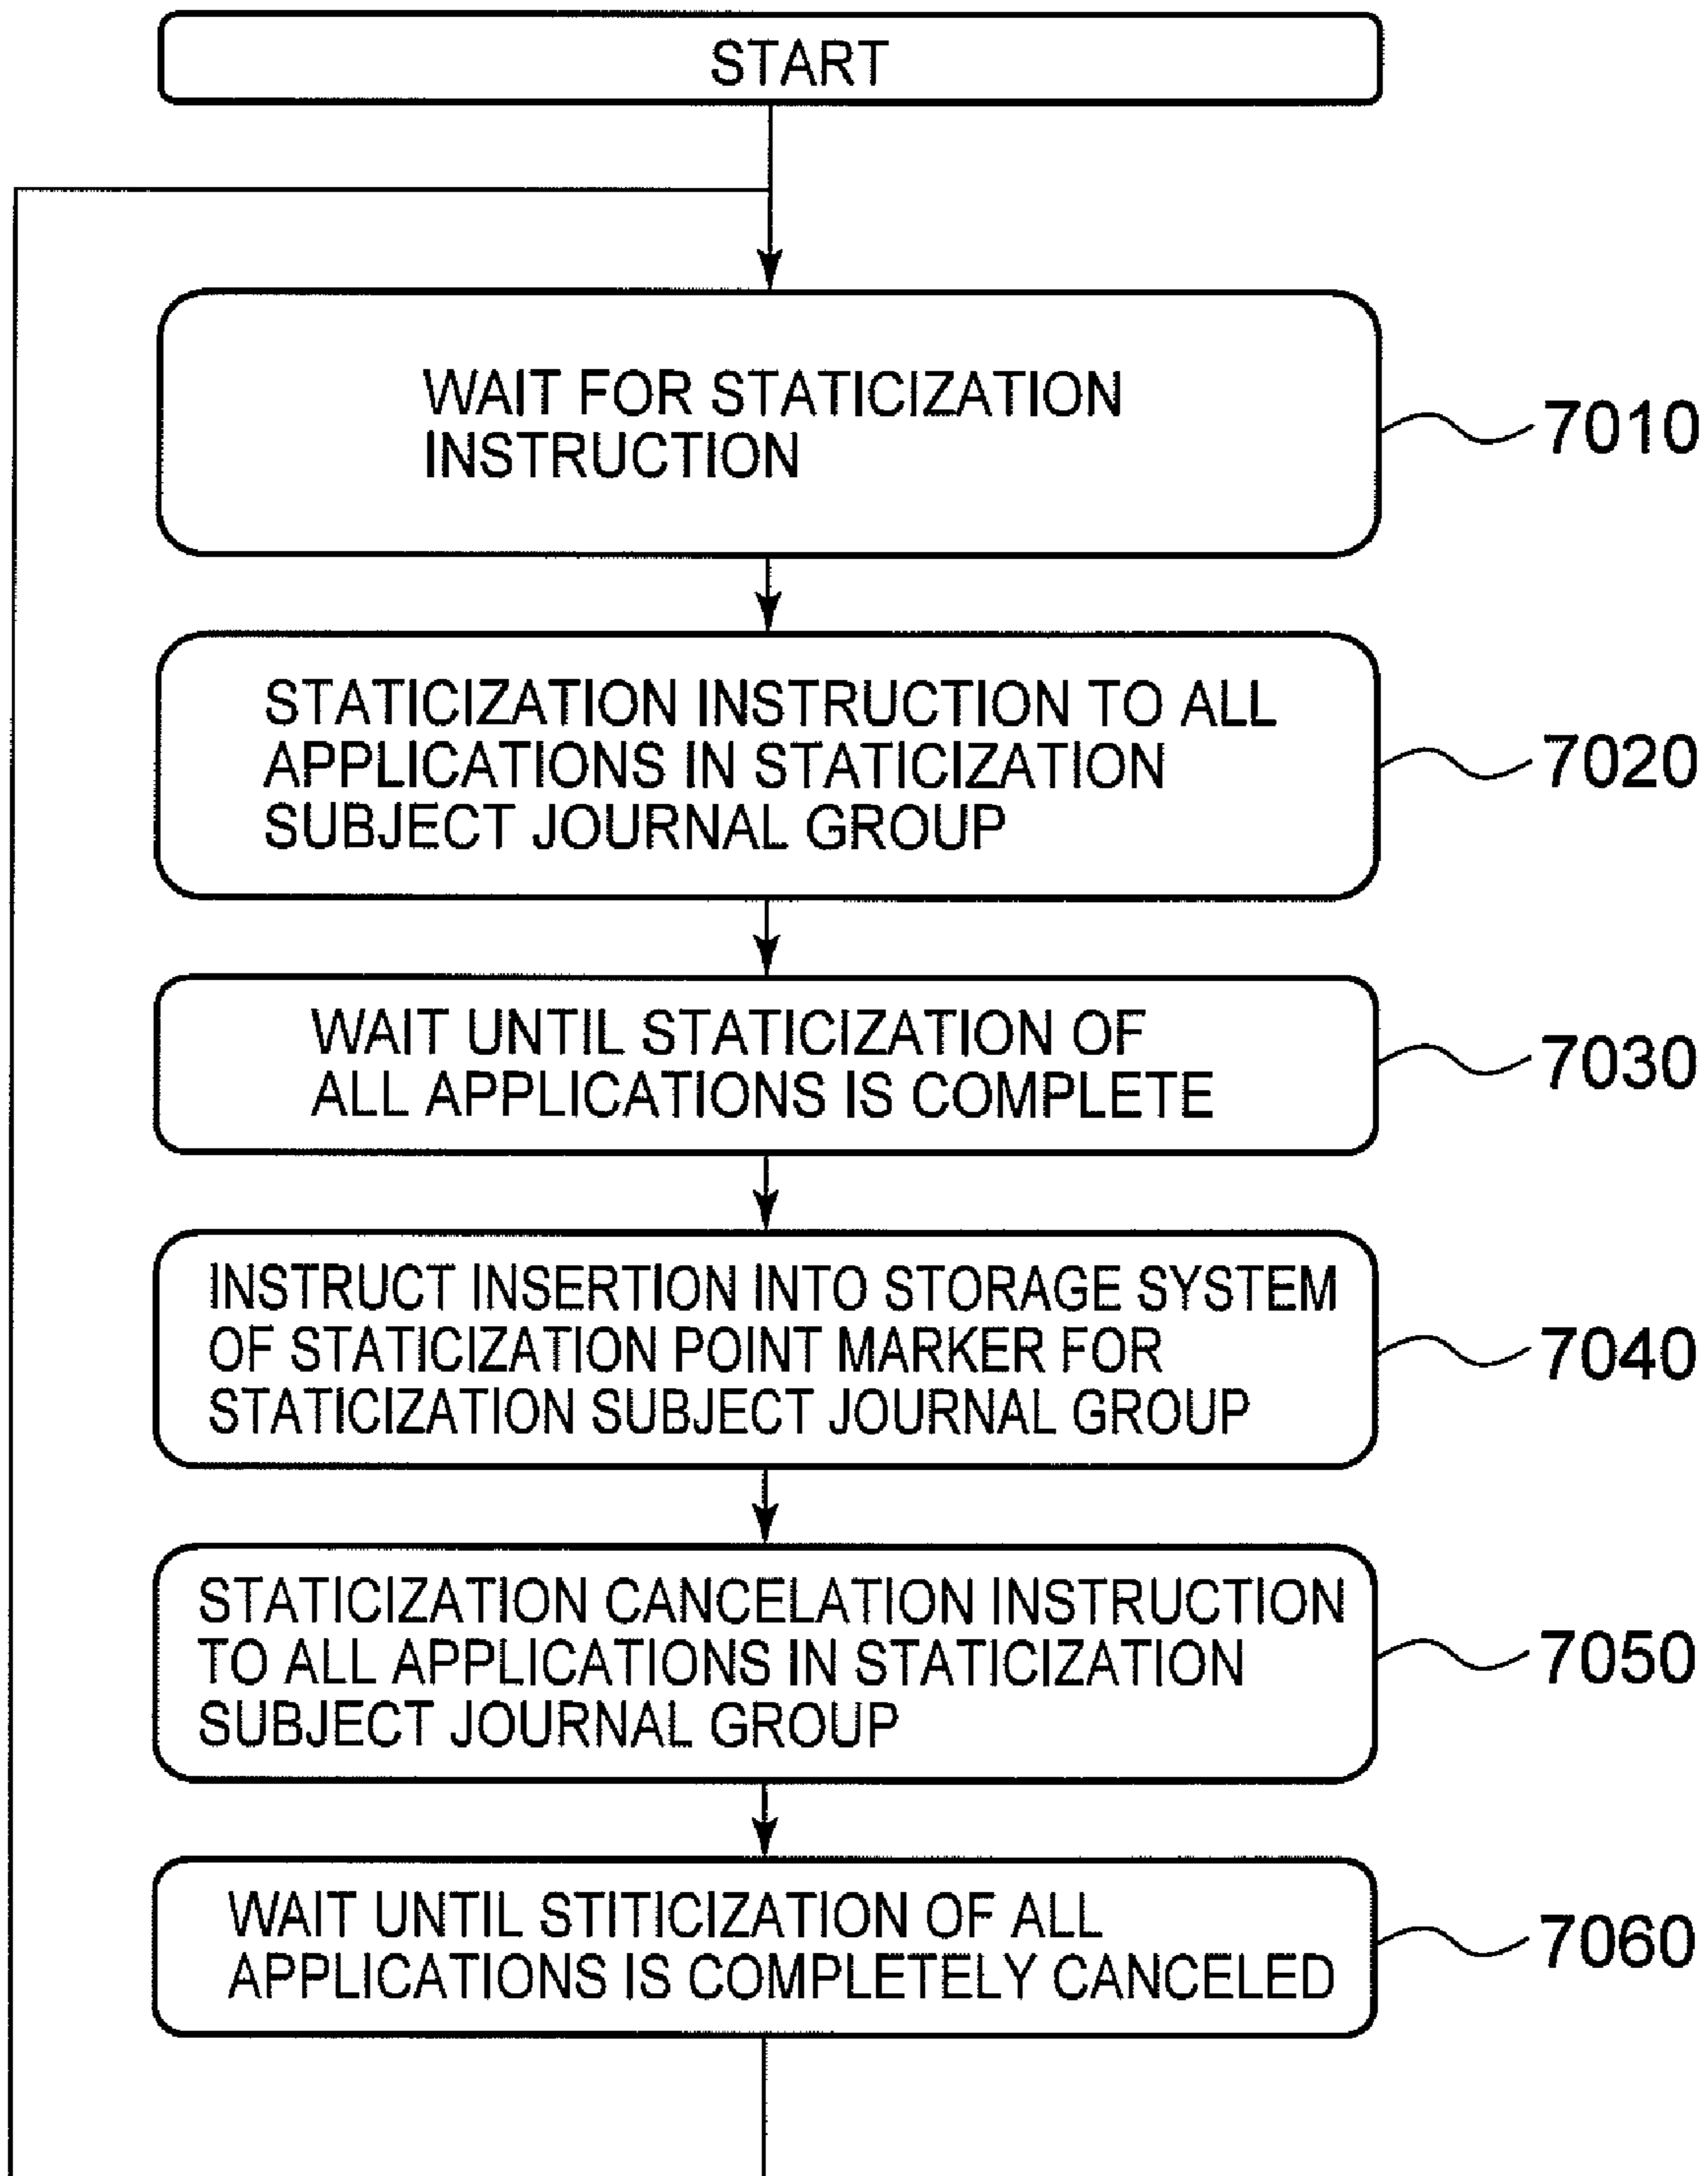 START
WAIT FOR STATICIZATION
INSTRUCTION
7010
STATICIZATION INSTRUCTION TO ALL
APPLICATIONS IN STATICIZATION
SUBJECT JOURNAL GROUP
7020
WAIT UNTIL STATICIZATION OF
ALL APPLICATIONS IS COMPLETE
7030
INSTRUCT INSERTION INTO STORAGE SYSTEM
OF STATICIZATION POINT MARKER FOR
STATICIZATION SUBJECT JOURNAL GROUP
7040
STATICIZATION CANCELATION INSTRUCTION
TO ALL APPLICATIONS IN STATICIZATION
SUBJECT JOURNAL GROUP
7050
WAIT UNTIL STITICIZATION OF ALL
APPLICATIONS IS COMPLETELY CANCELED
7060